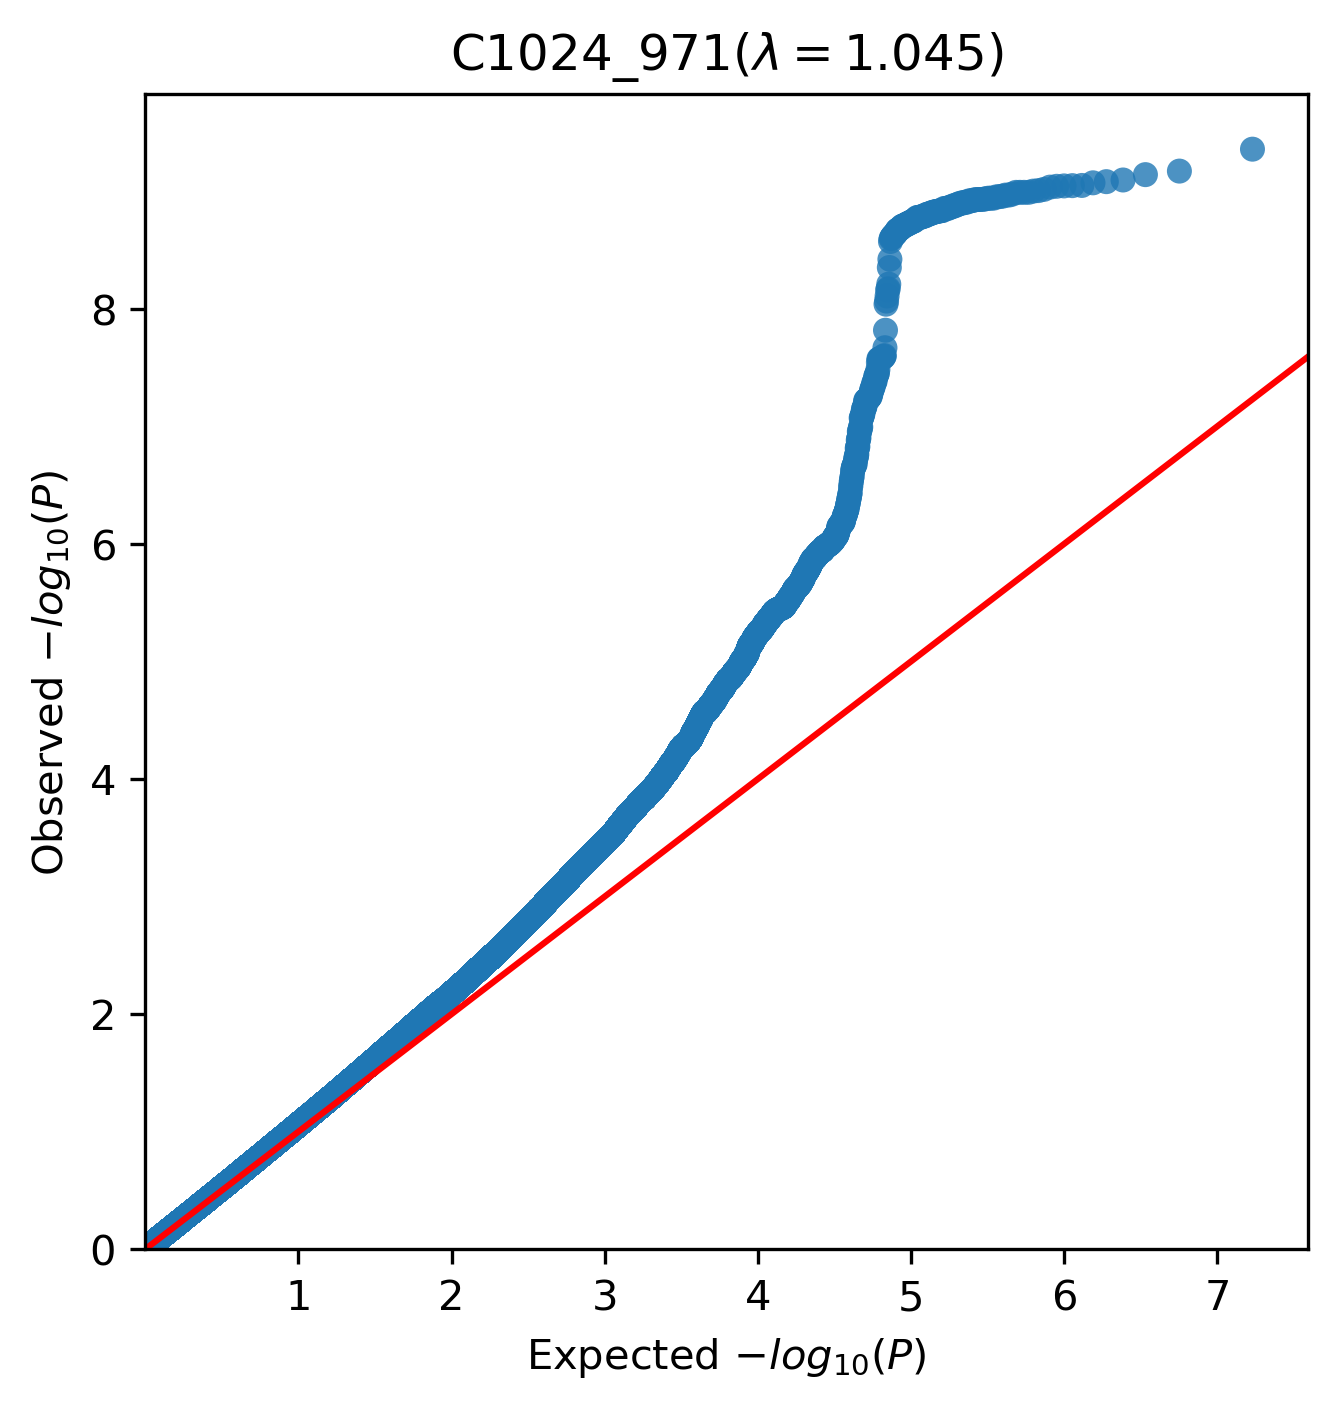 C1024_971(λ = 1.045)
Observed −log₁₀(P)
8
6
4
2
0
1 2 3 4 5 6 7
Expected −log₁₀(P)